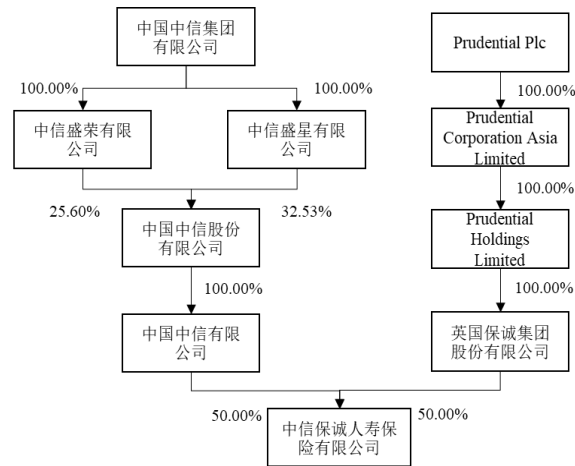 中国中信集团
有限公司
Prudential Plc
100.00%
100.00%
100.00%
中信盛荣有限
公司
中信盛星有限
公司
Prudential
Corporation Asia
Limited
25.60%
32.53%
100.00%
中国中信股份
有限公司
Prudential
Holdings
Limited
100.00%
100.00%
中国中信有限
公司
英国保诚集团
股份有限公司
50.00%
50.00%
中信保诚人寿保
险有限公司